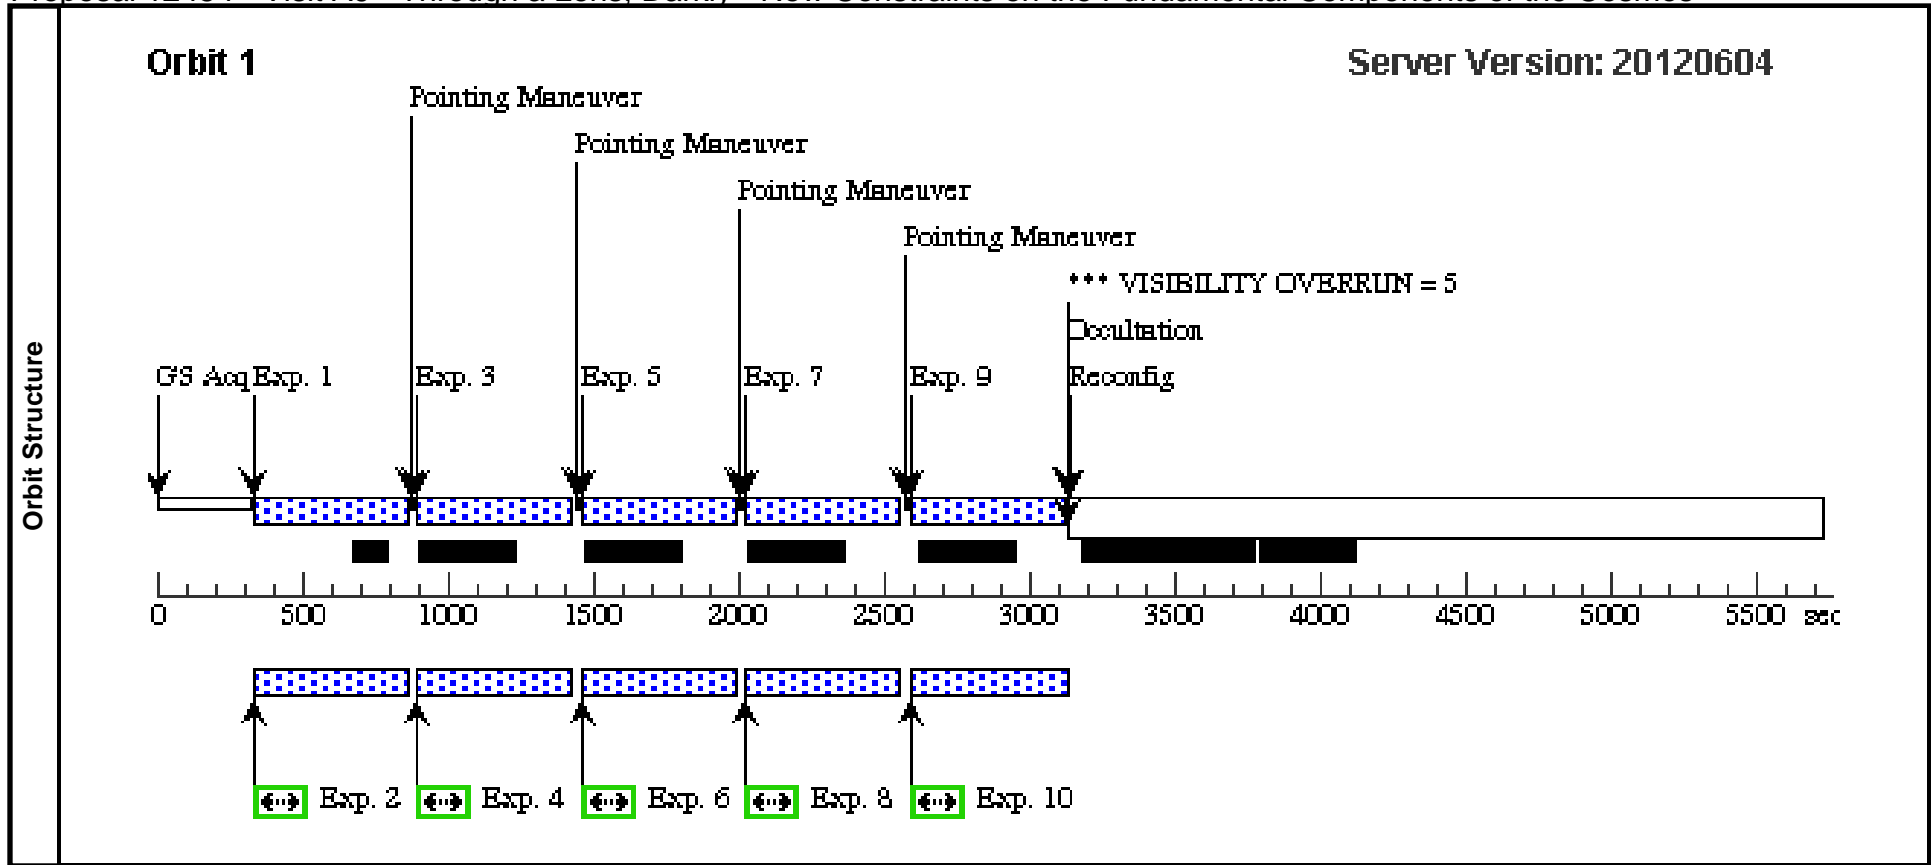 Orbit 1
Server Version: 20120604
Pointing Maneuver
Pointing Maneuver
Pointing Maneuver
Pointing Maneuver
*** VISIBILITY OVERRUN = 5
Occultation
GS Acq Exp. 1 Exp. 3 Exp. 5 Exp. 7 Exp. 9 Reconfig
Orbit Structure
0 500 1000 1500 2000 2500 3000 3500 4000 4500 5000 5500 sec
Exp. 2 Exp. 4 Exp. 6 Exp. 8 Exp. 10